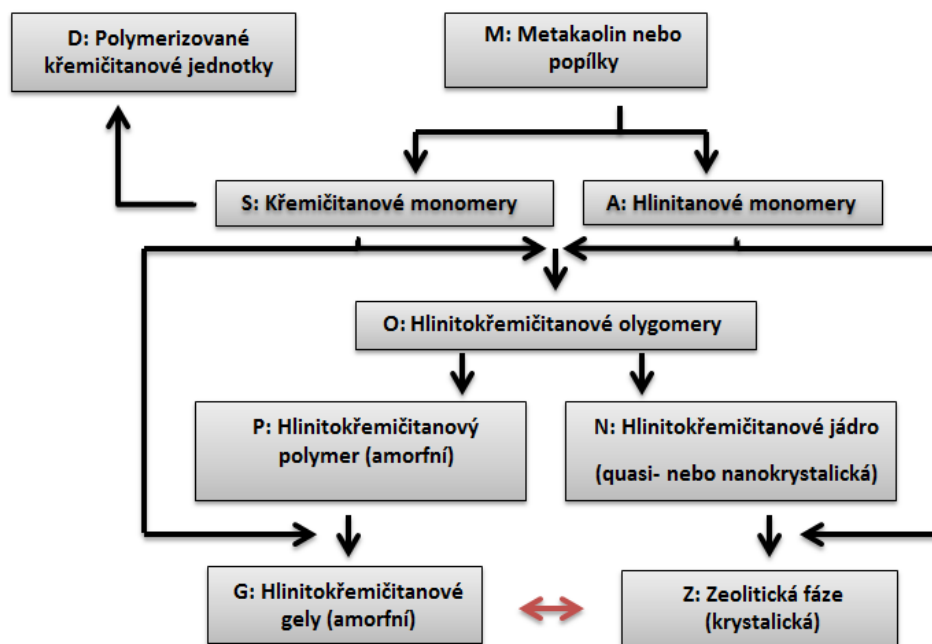 D: Polymerizované
křemičitanové jednotky
M: Metakaolin nebo
popílky
S: Křemičitanové monomery
A: Hlinitanové monomery
O: Hlinitokřemičitanové olygomery
P: Hlinitokřemičitanový
polymer (amorfní)
N: Hlinitokřemičitanové jádro
(quasi- nebo nanokrystalická)
G: Hlinitokřemičitanové
gely (amorfní)
Z: Zeolitická fáze
(krystalická)